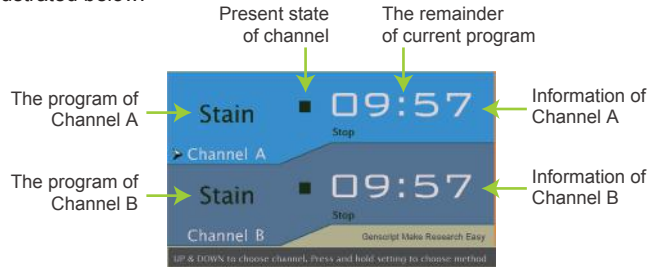 Present state
of channel
The remainder
of current program
The program of
Channel A
Stain
09:57
Stop
Channel A
Information of
Channel A
The program of
Channel B
Stain
09:57
Stop
Channel B
Information of
Channel B
Genscript Make Research Easy
UP & DOWN to choose channel, Press and hold setting to choose method